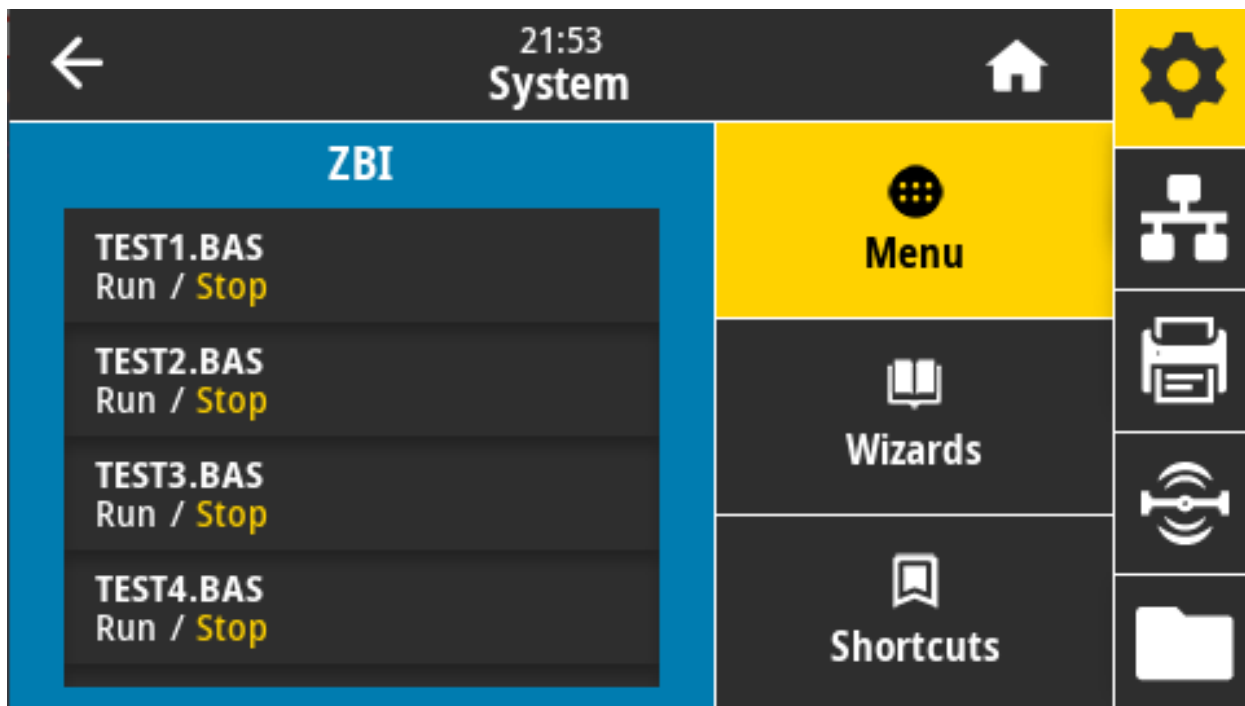 21:53
System
ZBI
TEST1.BAS
Run / Stop
TEST2.BAS
Run / Stop
TEST3.BAS
Run / Stop
TEST4.BAS
Run / Stop
Menu
Wizards
Shortcuts